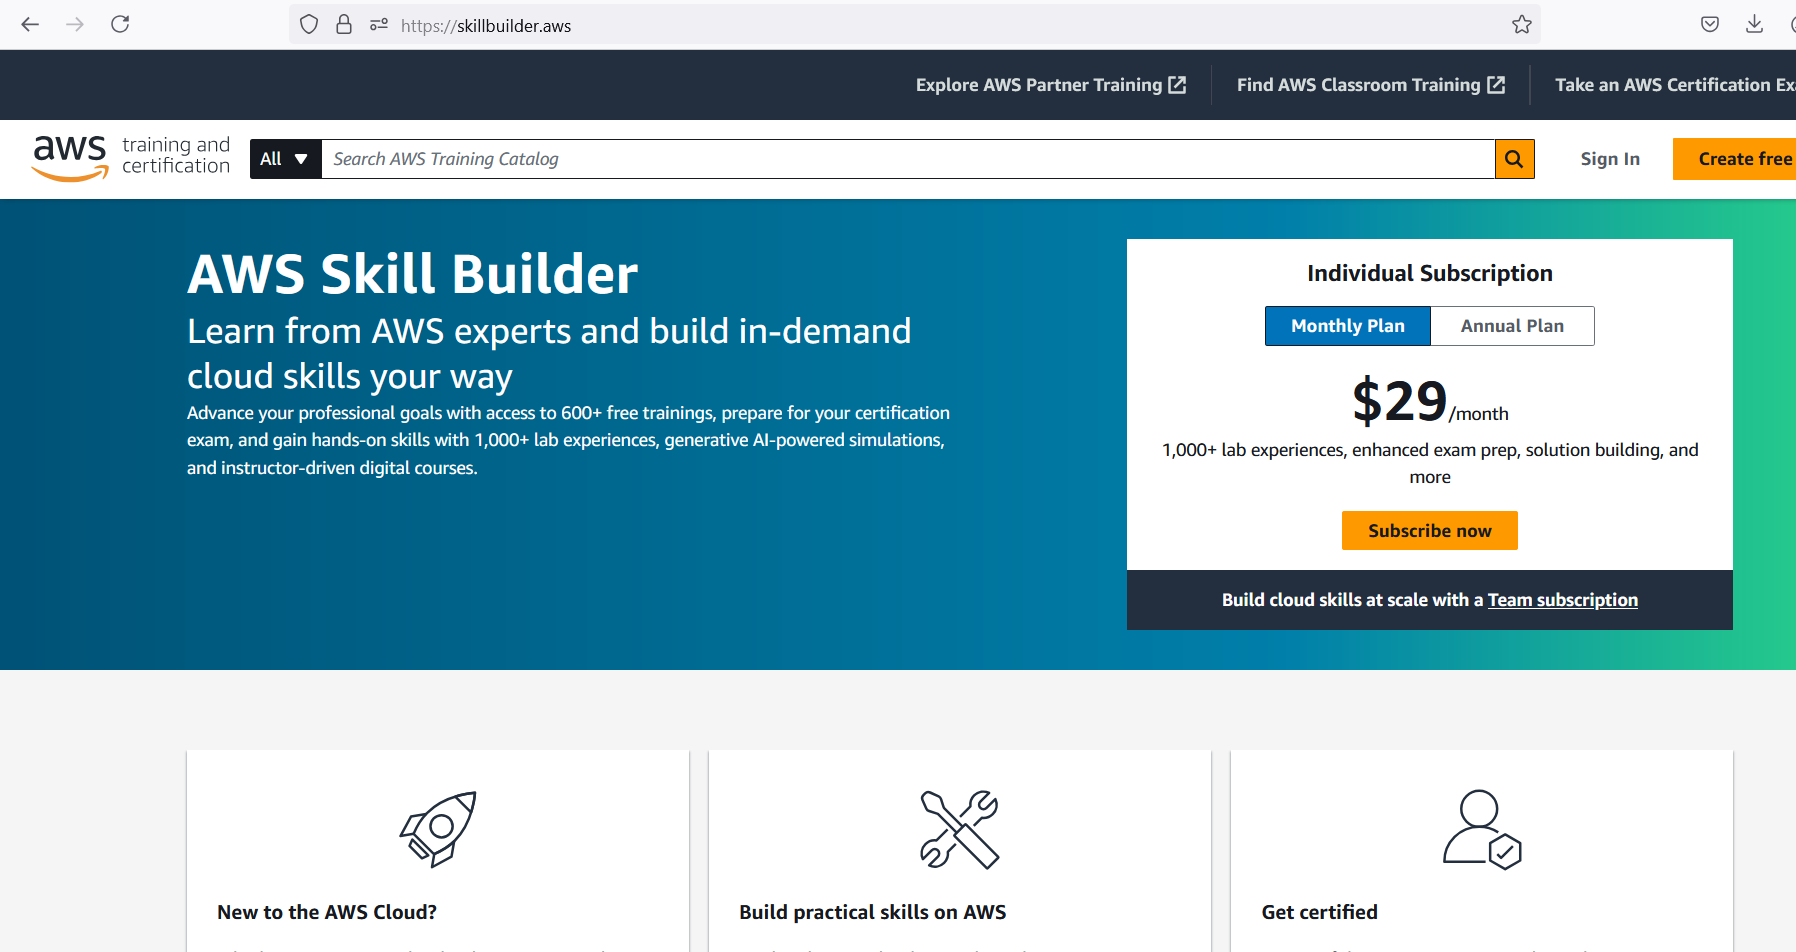 https://skillbuilder.aws
Explore AWS Partner Training
Find AWS Classroom Training
Take an AWS Certification
aws training and
certification
All
Search AWS Training Catalog
Sign In
Create free
AWS Skill Builder
Learn from AWS experts and build in-demand
cloud skills your way
Advance your professional goals with access to 600+ free trainings, prepare for your certification
exam, and gain hands-on skills with 1,000+ lab experiences, generative AI-powered simulations,
and instructor-driven digital courses.
Individual Subscription
Monthly Plan
Annual Plan
$29/month
1,000+ lab experiences, enhanced exam prep, solution building, and
more
Subscribe now
Build cloud skills at scale with a Team subscription
New to the AWS Cloud?
Build practical skills on AWS
Get certified